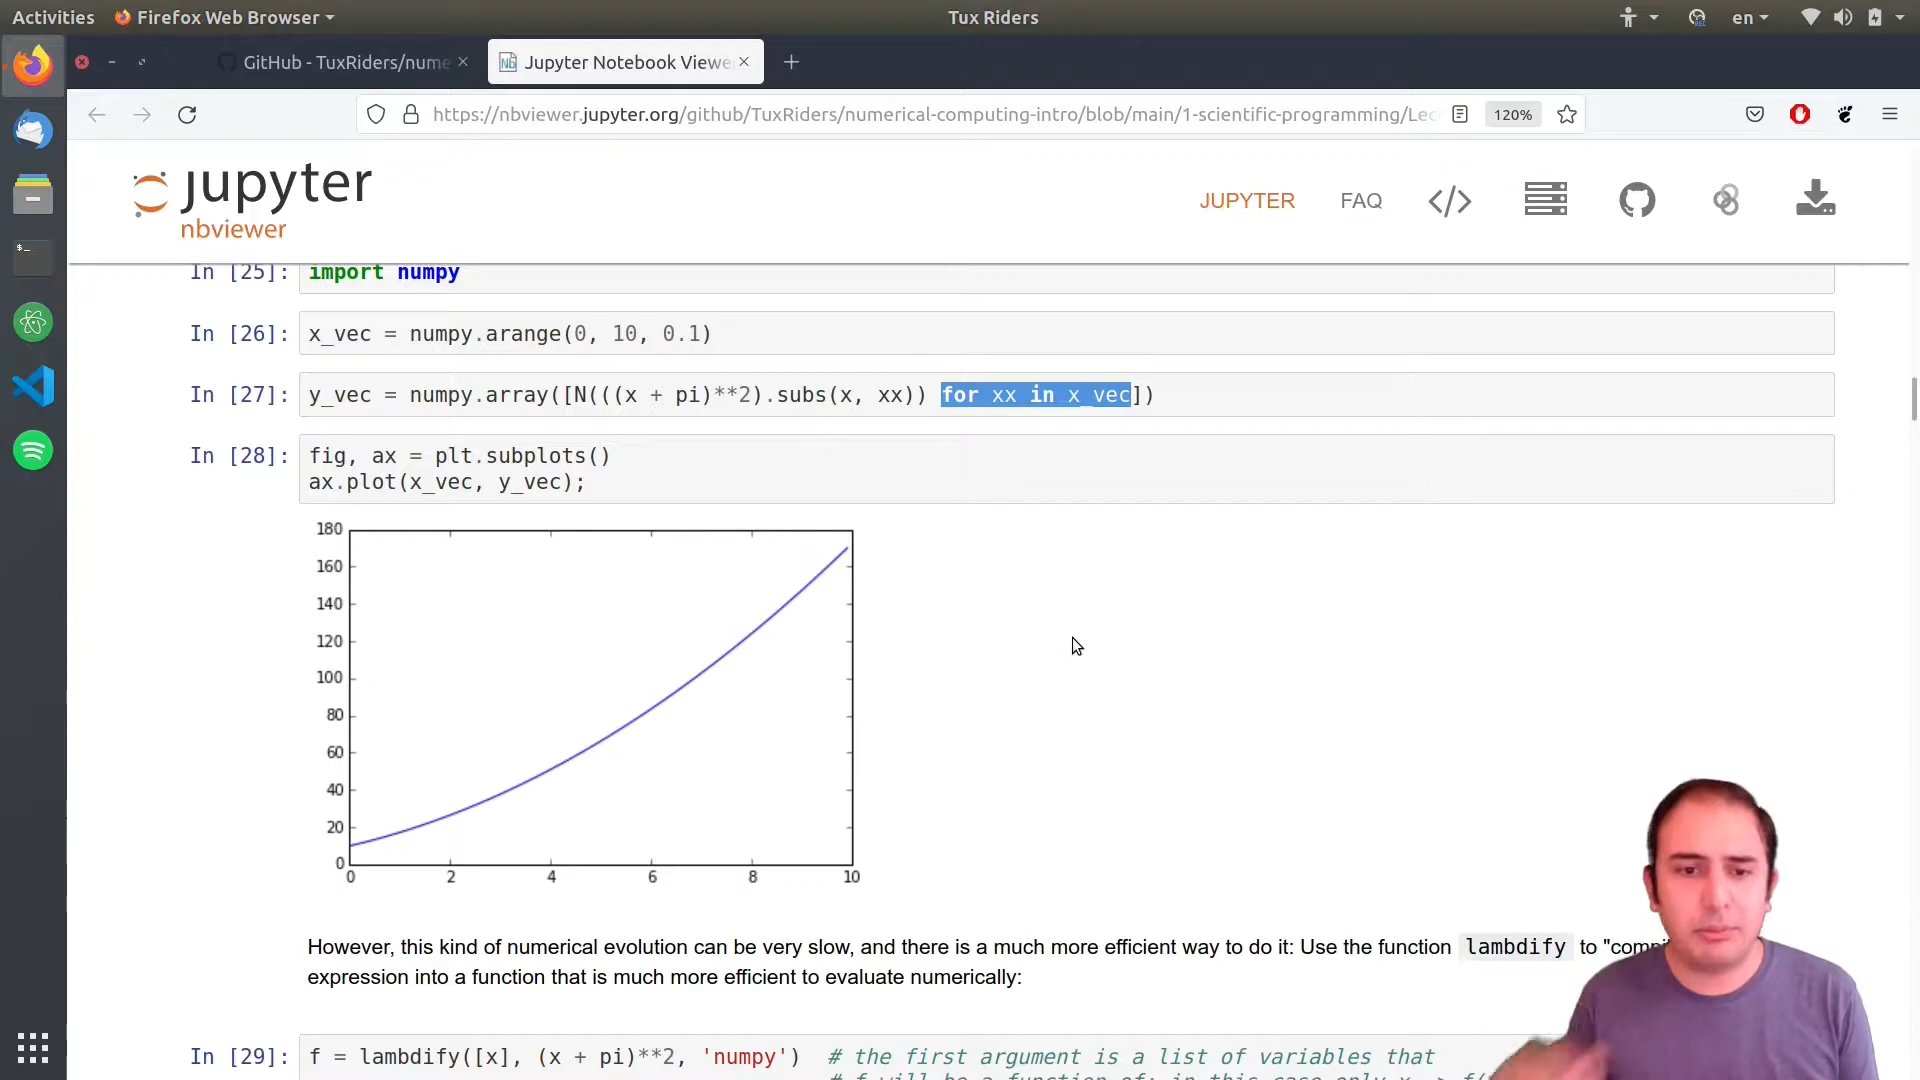 Activities Firefox Web Browser Tux Riders en
GitHub - TuxRiders/nume Jupyter Notebook Viewe
https://nbviewer.jupyter.org/github/TuxRiders/numerical-computing-intro/blob/main/1-scientific-programming/Lec 120%
jupyter
nbviewer
JUPYTER FAQ
In [25]: import numpy
In [26]: x_vec = numpy.arange(0, 10, 0.1)
In [27]: y_vec = numpy.array([N(((x + pi)**2).subs(x, xx)) for xx in x_vec])
In [28]: fig, ax = plt.subplots()
ax.plot(x_vec, y_vec);
180
160
140
120
100
80
60
40
20
0
0 2 4 6 8 10
However, this kind of numerical evolution can be very slow, and there is a much more efficient way to do it: Use the function lambdify to "compi
expression into a function that is much more efficient to evaluate numerically:
In [29]: f = lambdify([x], (x + pi)**2, 'numpy') # the first argument is a list of variables that